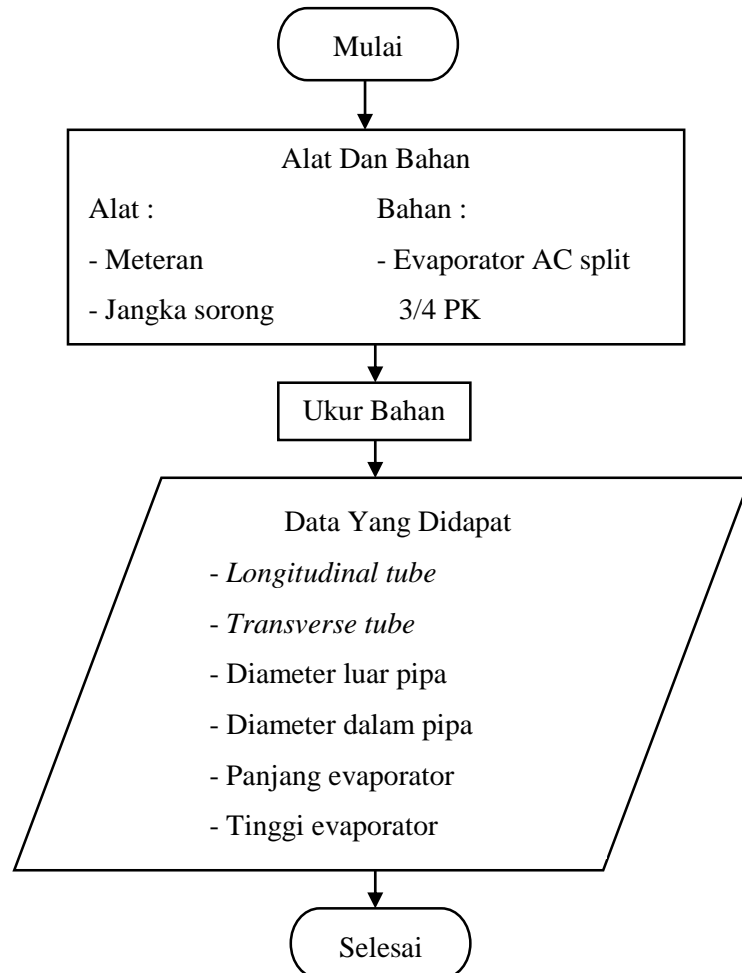 Mulai
Alat Dan Bahan
Alat :
Bahan :
- Meteran
- Evaporator AC split
- Jangka sorong
3/4 PK
Ukur Bahan
Data Yang Didapat
- Longitudinal tube
- Transverse tube
- Diameter luar pipa
- Diameter dalam pipa
- Panjang evaporator
- Tinggi evaporator
Selesai